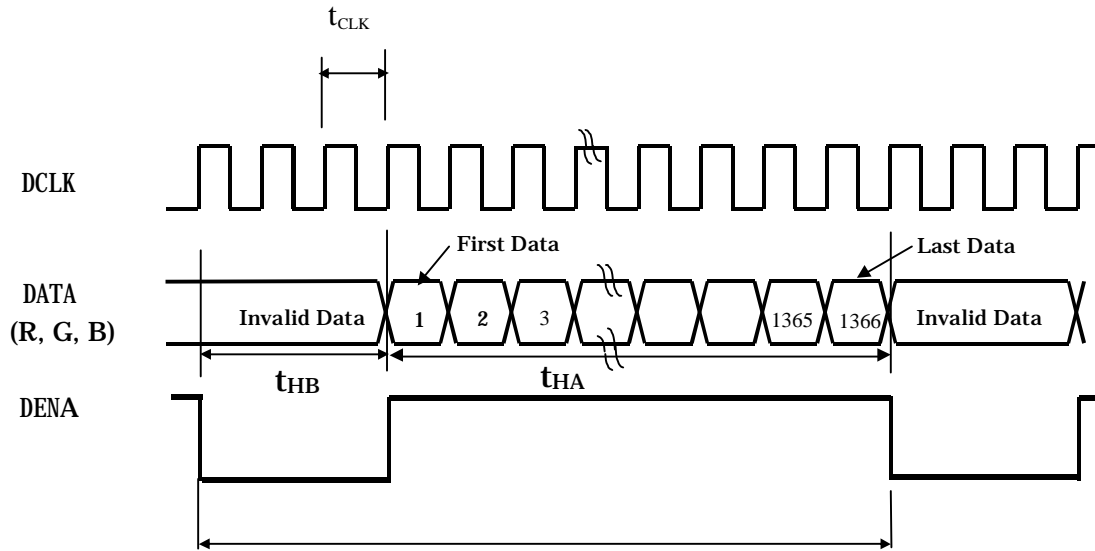 tCLK
DCLK
First Data
Last Data
DATA
(R, G, B)
Invalid Data
1
2
3
1365
1366
Invalid Data
tHB
tHA
DENA